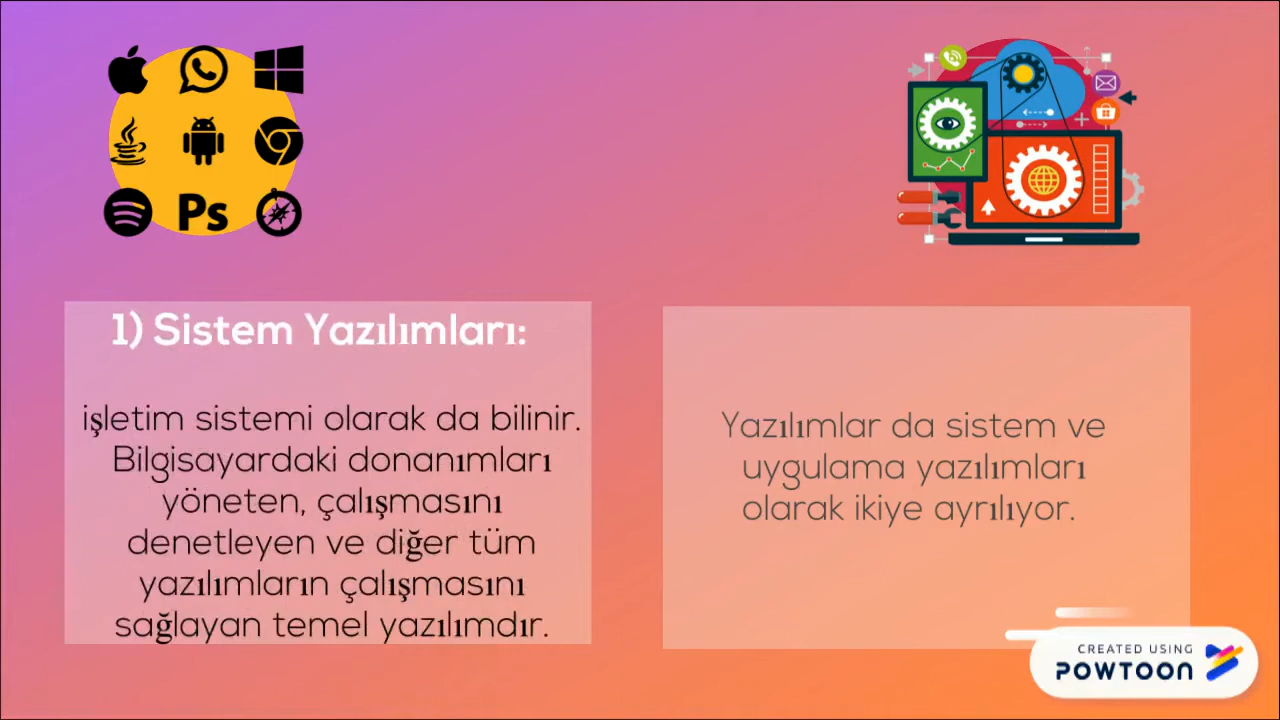 Ps
1) Sistem Yazılımları:
işletim sistemi olarak da bilinir.
Bilgisayardaki donanımları
yöneten, çalışmasını
denetleyen ve diğer tüm
yazılımların çalışmasını
sağlayan temel yazılımdır.
Yazılımlar da sistem ve
uygulama yazılımları
olarak ikiye ayrılıyor.
CREATED USING
POWTOON